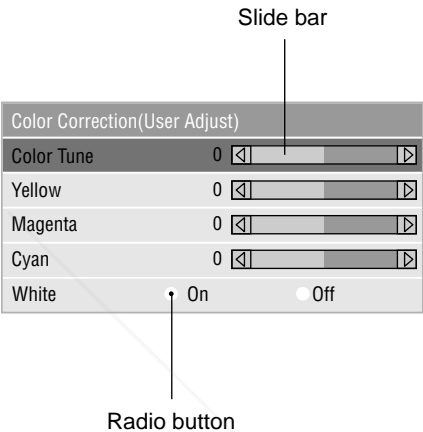 Slide bar
Color Correction(User Adjust)
Color Tune 0
Yellow 0
Magenta 0
Cyan 0
White On Off
Radio button